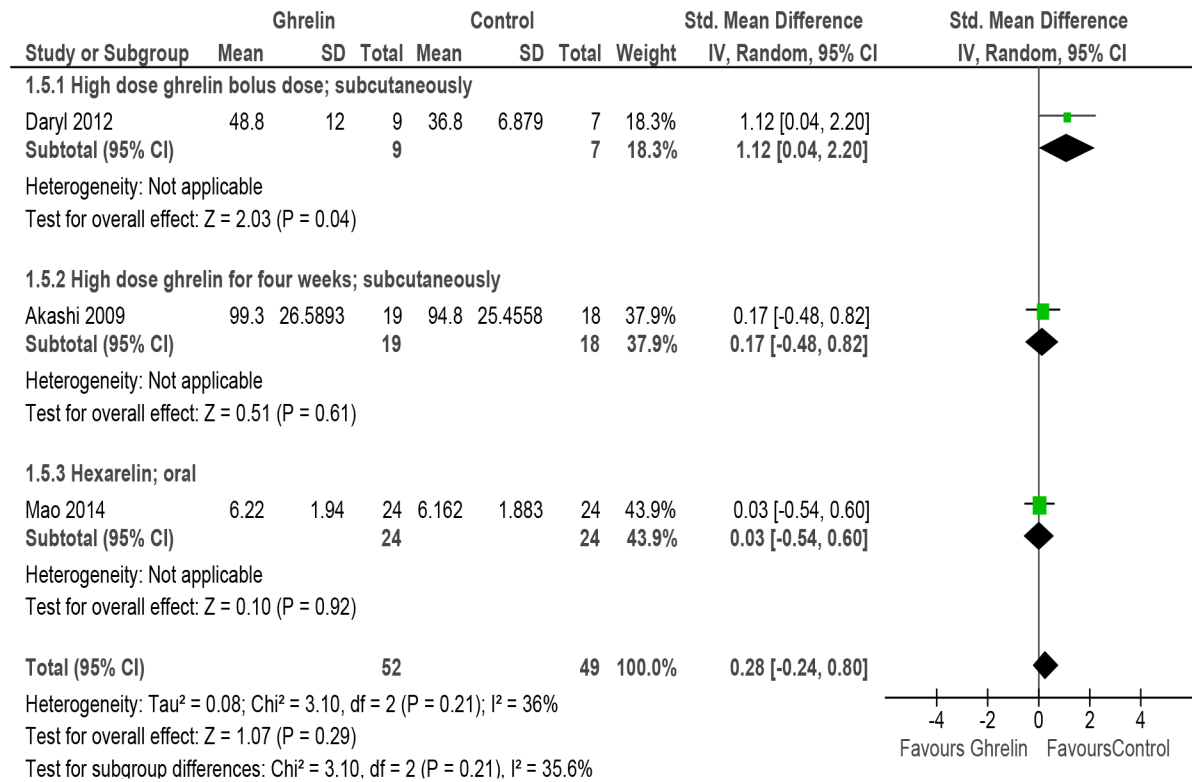 Ghrelin Control Std. Mean Difference Std. Mean Difference
Study or Subgroup Mean SD Total Mean SD Total Weight IV, Random, 95% CI IV, Random, 95% CI
1.5.1 High dose ghrelin bolus dose; subcutaneously
Daryl 2012 48.8 12 9 36.8 6.879 7 18.3% 1.12 [0.04, 2.20]
Subtotal (95% CI) 9 7 18.3% 1.12 [0.04, 2.20]
Heterogeneity: Not applicable
Test for overall effect: Z = 2.03 (P = 0.04)
1.5.2 High dose ghrelin for four weeks; subcutaneously
Akashi 2009 99.3 26.5893 19 94.8 25.4558 18 37.9% 0.17 [-0.48, 0.82]
Subtotal (95% CI) 19 18 37.9% 0.17 [-0.48, 0.82]
Heterogeneity: Not applicable
Test for overall effect: Z = 0.51 (P = 0.61)
1.5.3 Hexarelin; oral
Mao 2014 6.22 1.94 24 6.162 1.883 24 43.9% 0.03 [-0.54, 0.60]
Subtotal (95% CI) 24 24 43.9% 0.03 [-0.54, 0.60]
Heterogeneity: Not applicable
Test for overall effect: Z = 0.10 (P = 0.92)
Total (95% CI) 52 49 100.0% 0.28 [-0.24, 0.80]
Heterogeneity: Tau² = 0.08; Chi² = 3.10, df = 2 (P = 0.21); I² = 36%
Test for overall effect: Z = 1.07 (P = 0.29)
Test for subgroup differences: Chi² = 3.10, df = 2 (P = 0.21), I² = 35.6%
-4 -2 0 2 4
Favours Ghrelin FavoursControl